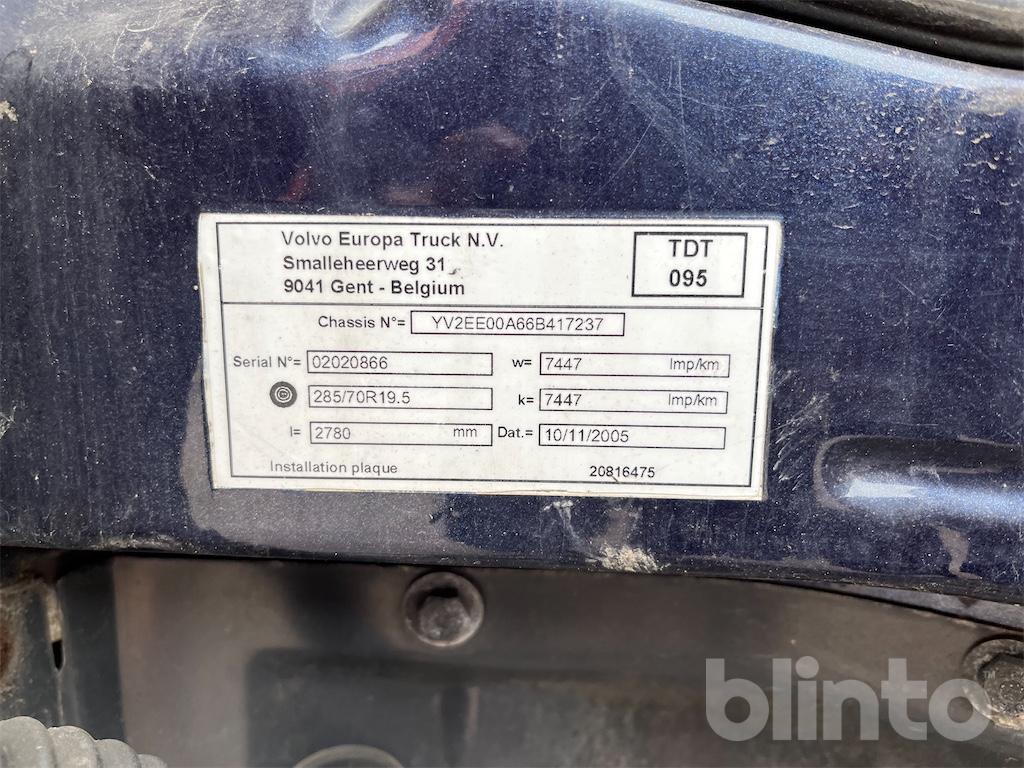 Volvo Europa Truck N.V.
Smalleheerweg 31
9041 Gent - Belgium
TDT
095
Chassis N°= YV2EE00A66B417237
Serial N°= 02020866 w= 7447 Imp/km
285/70R19.5 k= 7447 Imp/km
l= 2780 mm Dat.= 10/11/2005
Installation plaque 20816475
blinto